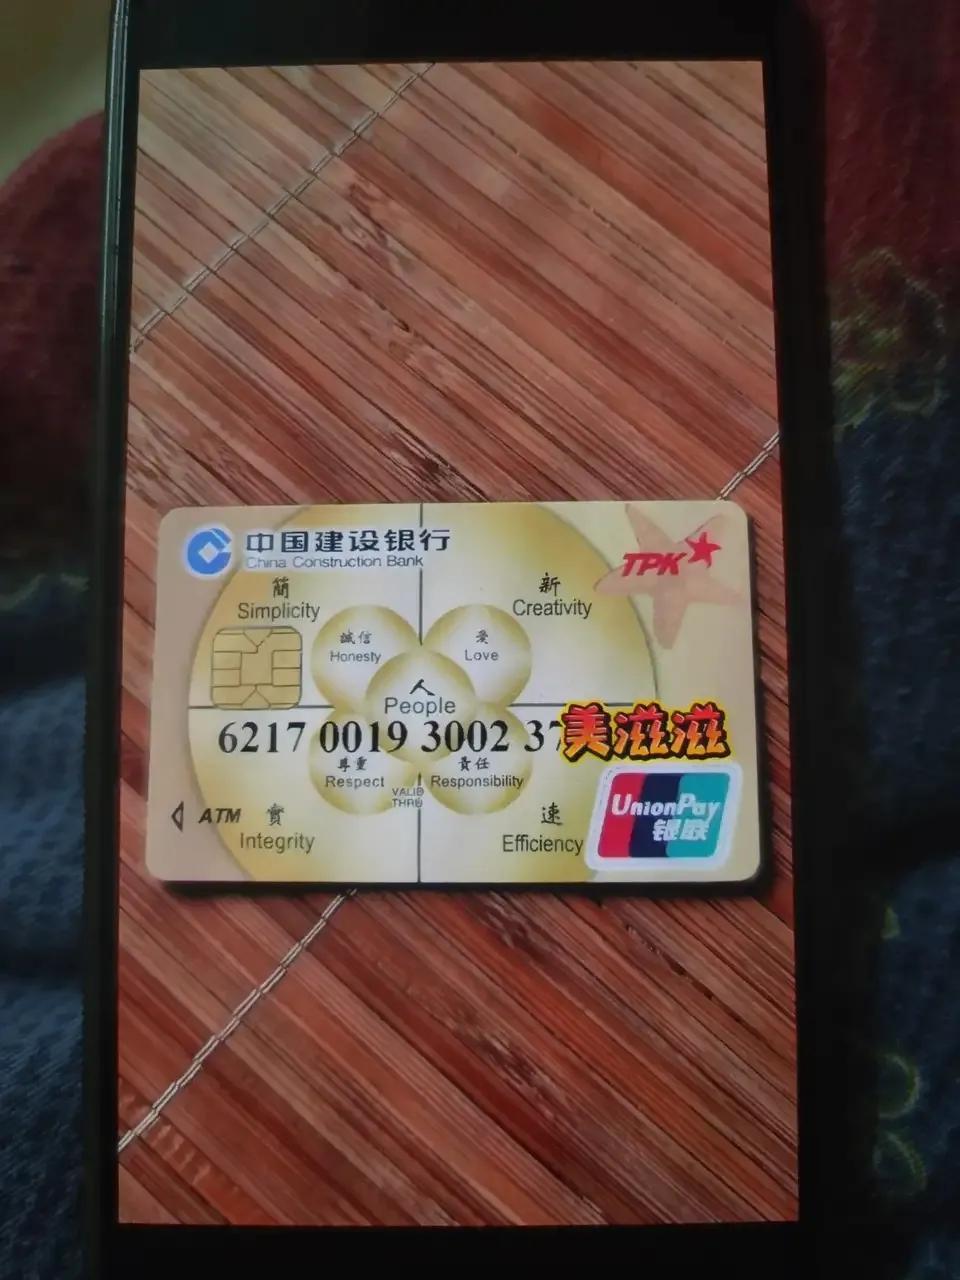 中国建设银行
China Construction Bank
TPK
簡
Simplicity
新
Creativity
誠信
Honesty
愛
Love
人
People
6217 0019 3002 37
美滋滋
尊重
Respect
責任
Responsibility
VALID
THRU
ATM
實
Integrity
速
Efficiency
UnionPay
银联